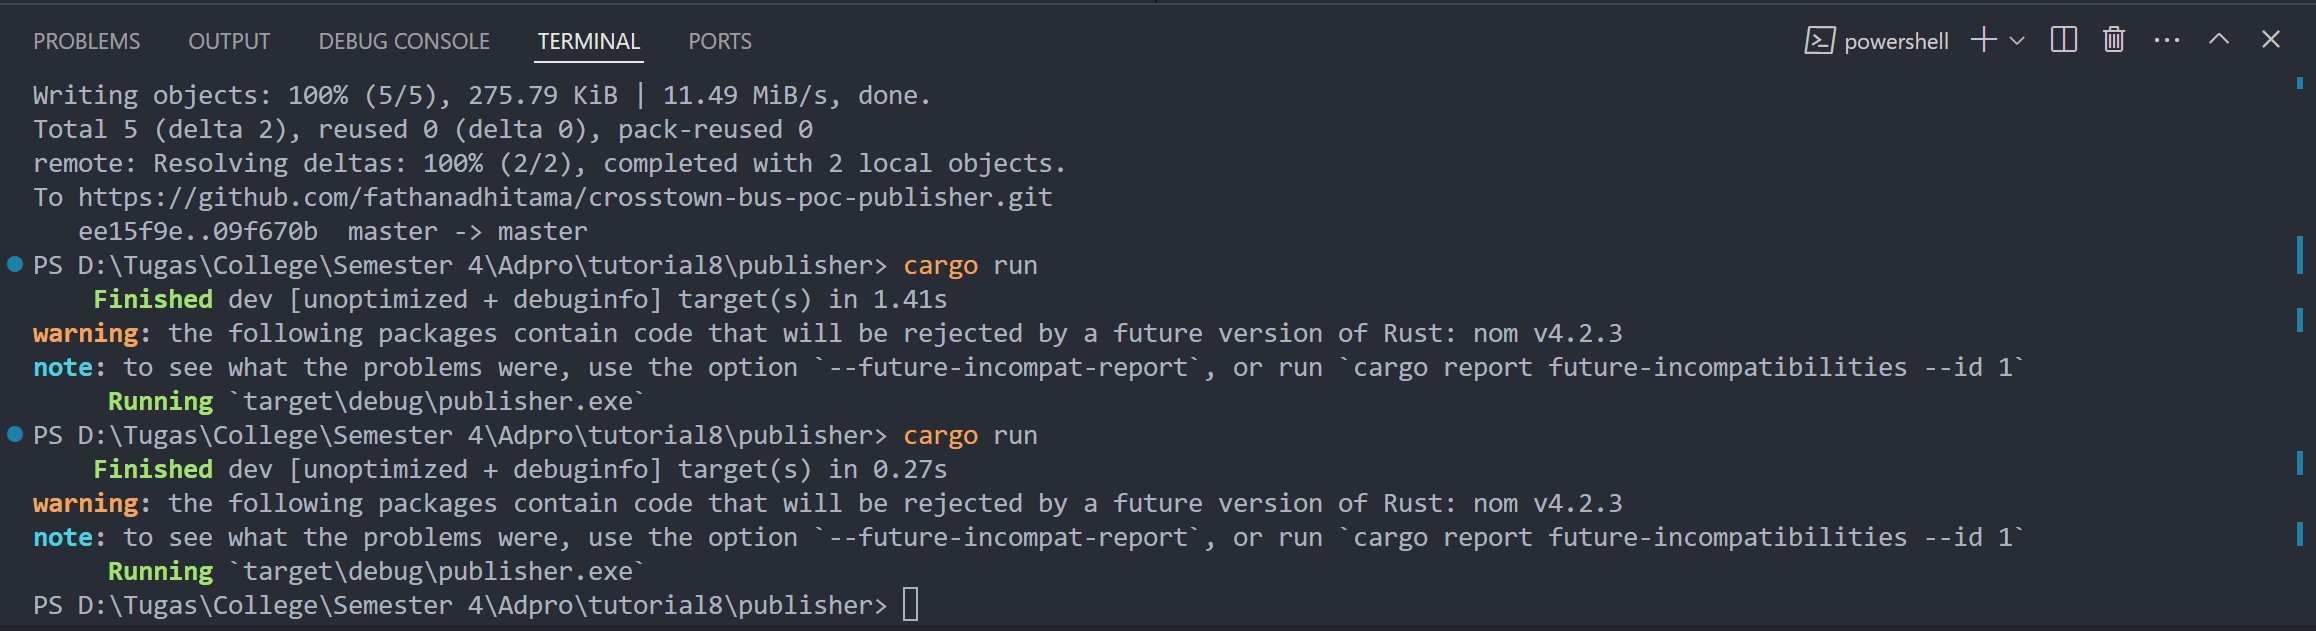 PROBLEMS OUTPUT DEBUG CONSOLE TERMINAL PORTS powershell
Writing objects: 100% (5/5), 275.79 KiB | 11.49 MiB/s, done.
Total 5 (delta 2), reused 0 (delta 0), pack-reused 0
remote: Resolving deltas: 100% (2/2), completed with 2 local objects.
To https://github.com/fathanadhitama/crosstown-bus-poc-publisher.git
   ee15f9e..09f670b  master -> master
PS D:\Tugas\College\Semester 4\Adpro\tutorial8\publisher> cargo run
    Finished dev [unoptimized + debuginfo] target(s) in 1.41s
warning: the following packages contain code that will be rejected by a future version of Rust: nom v4.2.3
note: to see what the problems were, use the option `--future-incompat-report`, or run `cargo report future-incompatibilities --id 1`
     Running `target\debug\publisher.exe`
PS D:\Tugas\College\Semester 4\Adpro\tutorial8\publisher> cargo run
    Finished dev [unoptimized + debuginfo] target(s) in 0.27s
warning: the following packages contain code that will be rejected by a future version of Rust: nom v4.2.3
note: to see what the problems were, use the option `--future-incompat-report`, or run `cargo report future-incompatibilities --id 1`
     Running `target\debug\publisher.exe`
PS D:\Tugas\College\Semester 4\Adpro\tutorial8\publisher>